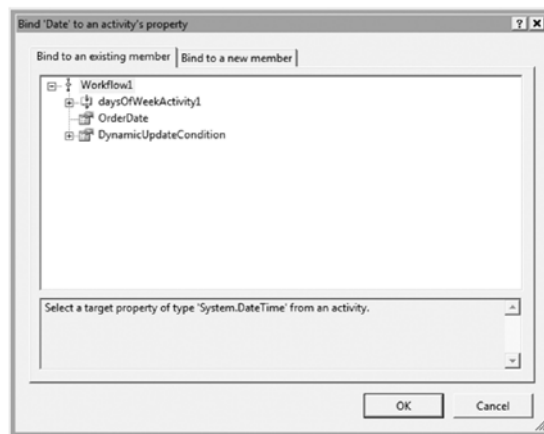 Bind 'Date' to an activity's property
Bind to an existing member Bind to a new member
Workflow1
daysOfWeekActivity1
OrderDate
DynamicUpdateCondition
Select a target property of type 'System.DateTime' from an activity.
OK Cancel